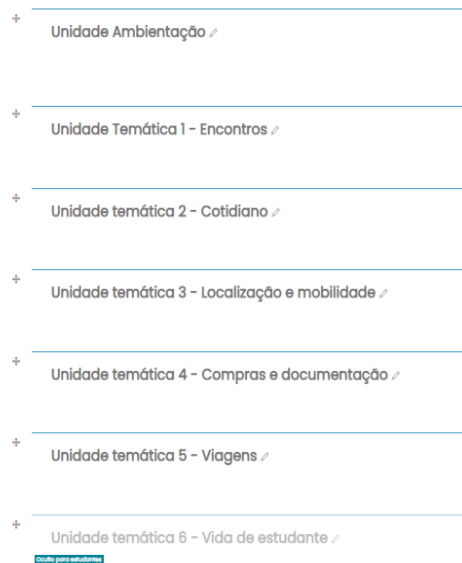 Unidade Ambientação
Unidade Temática 1 - Encontros
Unidade temática 2 - Cotidiano
Unidade temática 3 - Localização e mobilidade
Unidade temática 4 - Compras e documentação
Unidade temática 5 - Viagens
Unidade temática 6 - Vida de estudante
Oculto para estudantes